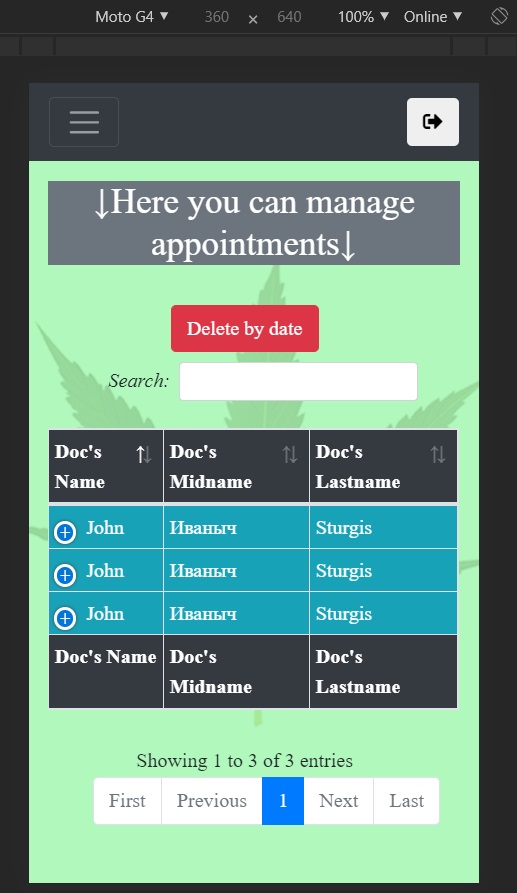 Moto G4 ▼ 360 × 640 100% ▼ Online ▼
↓Here you can manage
appointments↓
Delete by date
Search:
Doc's Name Doc's Midname Doc's Lastname
John Иваныч Sturgis
John Иваныч Sturgis
John Иваныч Sturgis
Doc's Name Doc's Midname Doc's Lastname
Showing 1 to 3 of 3 entries
First Previous 1 Next Last